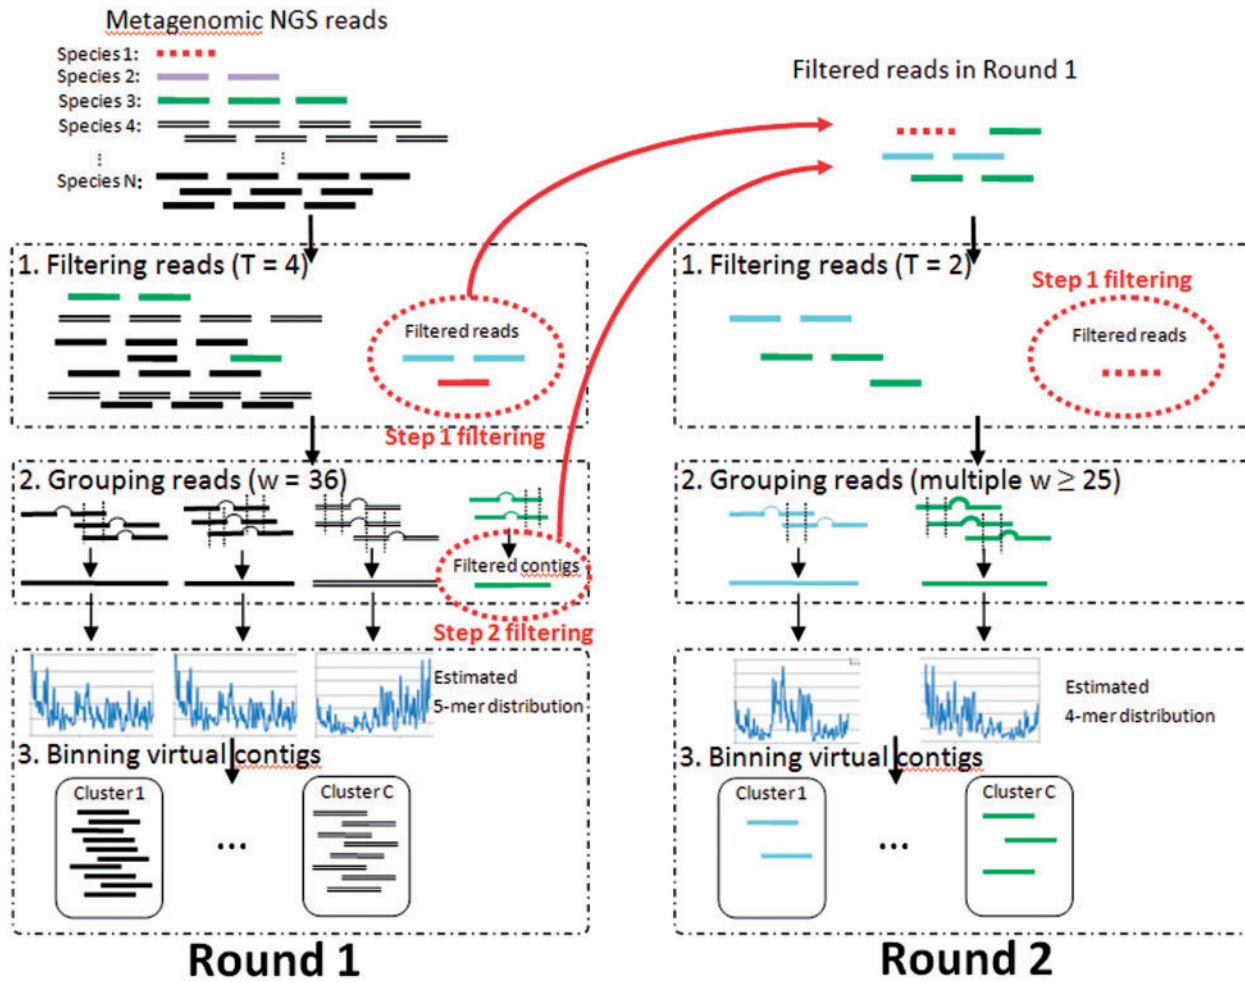 Metagenomic NGS reads
Species 1:
Species 2:
Species 3:
Species 4:
Species N:
1. Filtering reads (T = 4)
Filtered reads
Step 1 filtering
2. Grouping reads (w = 36)
Filtered contigs
Step 2 filtering
Estimated
5-mer distribution
3. Binning virtual contigs
Cluster 1
...
Cluster C
Round 1
Filtered reads in Round 1
1. Filtering reads (T = 2)
Step 1 filtering
Filtered reads
2. Grouping reads (multiple w ≥ 25)
Estimated
4-mer distribution
3. Binning virtual contigs
Cluster 1
...
Cluster C
Round 2